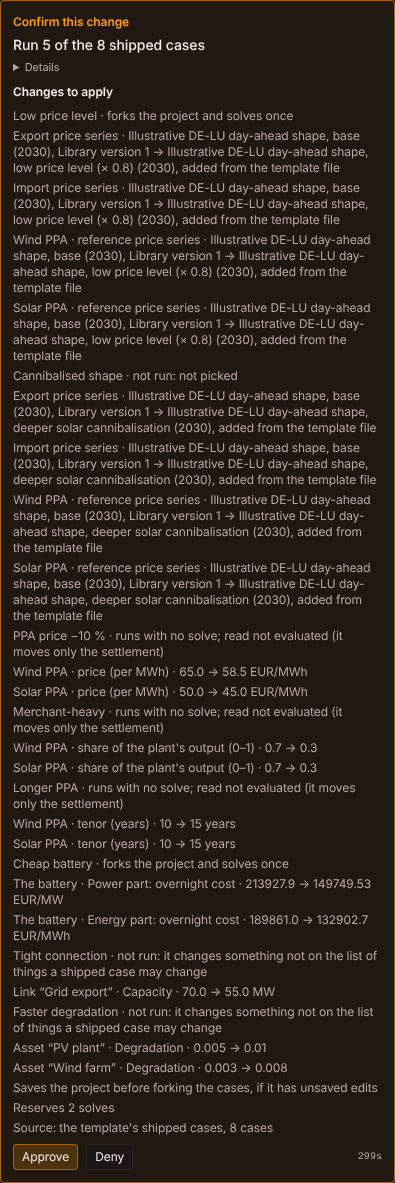 Confirm this change
Run 5 of the 8 shipped cases
▶ Details
Changes to apply
Low price level · forks the project and solves once
Export price series · Illustrative DE-LU day-ahead shape, base
(2030), Library version 1 → Illustrative DE-LU day-ahead shape,
low price level (× 0.8) (2030), added from the template file
Import price series · Illustrative DE-LU day-ahead shape, base
(2030), Library version 1 → Illustrative DE-LU day-ahead shape,
low price level (× 0.8) (2030), added from the template file
Wind PPA · reference price series · Illustrative DE-LU day-ahead
shape, base (2030), Library version 1 → Illustrative DE-LU day-
ahead shape, low price level (× 0.8) (2030), added from the
template file
Solar PPA · reference price series · Illustrative DE-LU day-ahead
shape, base (2030), Library version 1 → Illustrative DE-LU day-
ahead shape, low price level (× 0.8) (2030), added from the
template file
Cannibalised shape · not run: not picked
Export price series · Illustrative DE-LU day-ahead shape, base
(2030), Library version 1 → Illustrative DE-LU day-ahead shape,
deeper solar cannibalisation (2030), added from the template file
Import price series · Illustrative DE-LU day-ahead shape, base
(2030), Library version 1 → Illustrative DE-LU day-ahead shape,
deeper solar cannibalisation (2030), added from the template file
Wind PPA · reference price series · Illustrative DE-LU day-ahead
shape, base (2030), Library version 1 → Illustrative DE-LU day-
ahead shape, deeper solar cannibalisation (2030), added from
the template file
Solar PPA · reference price series · Illustrative DE-LU day-ahead
shape, base (2030), Library version 1 → Illustrative DE-LU day-
ahead shape, deeper solar cannibalisation (2030), added from the
template file
PPA price −10 % · runs with no solve; read not evaluated (it
moves only the settlement)
Wind PPA · price (per MWh) · 65.0 → 58.5 EUR/MWh
Solar PPA · price (per MWh) · 50.0 → 45.0 EUR/MWh
Merchant-heavy · runs with no solve; read not evaluated (it
moves only the settlement)
Wind PPA · share of the plant's output (0–1) · 0.7 → 0.3
Solar PPA · share of the plant's output (0–1) · 0.7 → 0.3
Longer PPA · runs with no solve; read not evaluated (it moves
only the settlement)
Wind PPA · tenor (years) · 10 → 15 years
Solar PPA · tenor (years) · 10 → 15 years
Cheap battery · forks the project and solves once
The battery · Power part: overnight cost · 213927.9 → 149749.53
EUR/MW
The battery · Energy part: overnight cost · 189861.0 → 132902.7
EUR/MWh
Tight connection · not run: it changes something not on the list of
things a shipped case may change
Link “Grid export” · Capacity · 70.0 → 55.0 MW
Faster degradation · not run: it changes something not on the list
of things a shipped case may change
Asset “PV plant” · Degradation · 0.005 → 0.01
Asset “Wind farm” · Degradation · 0.003 → 0.008
Saves the project before forking the cases, if it has unsaved edits
Reserves 2 solves
Source: the template's shipped cases, 8 cases
Approve Deny 299s